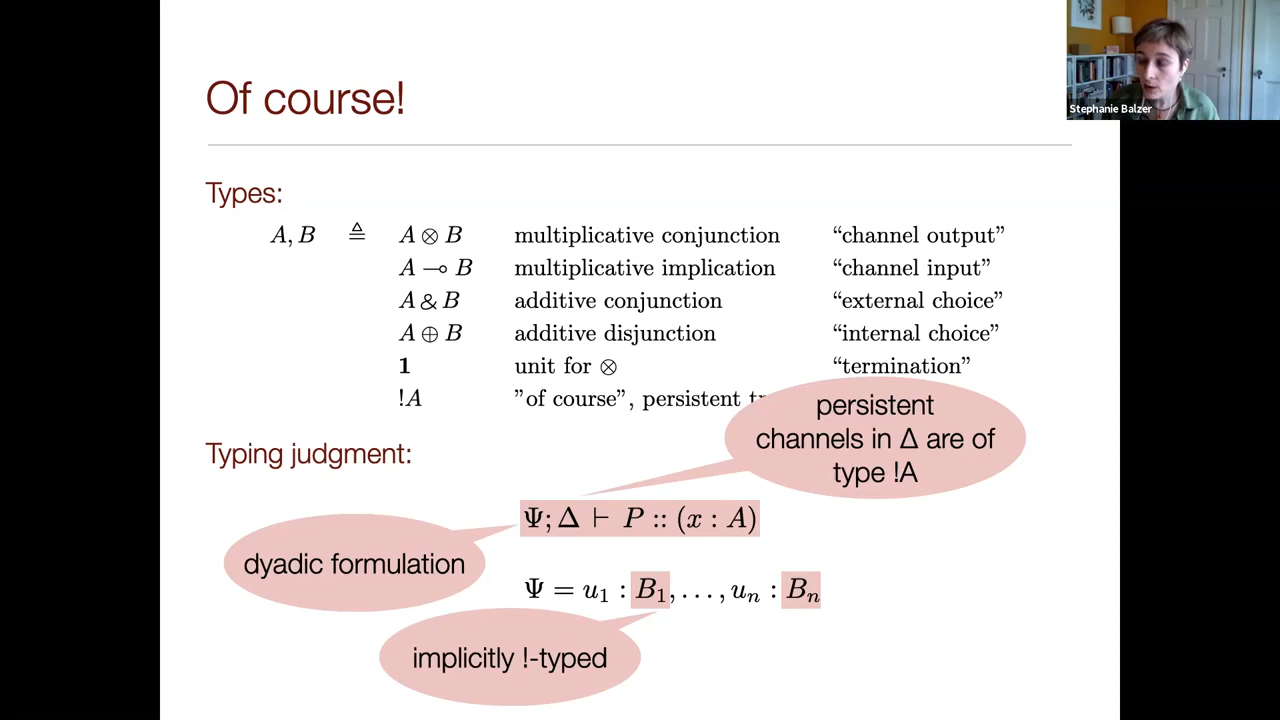 Of course!
Stephanie Balzer
Types:
A, B ≜ A ⊗ B multiplicative conjunction “channel output”
A ⊸ B multiplicative implication “channel input”
A & B additive conjunction “external choice”
A ⊕ B additive disjunction “internal choice”
1 unit for ⊗ “termination”
!A ”of course”, persistent
persistent
channels in Δ are of
type !A
Typing judgment:
Ψ; Δ ⊢ P :: (x : A)
dyadic formulation
Ψ = u₁ : B₁, . . . , uₙ : Bₙ
implicitly !-typed